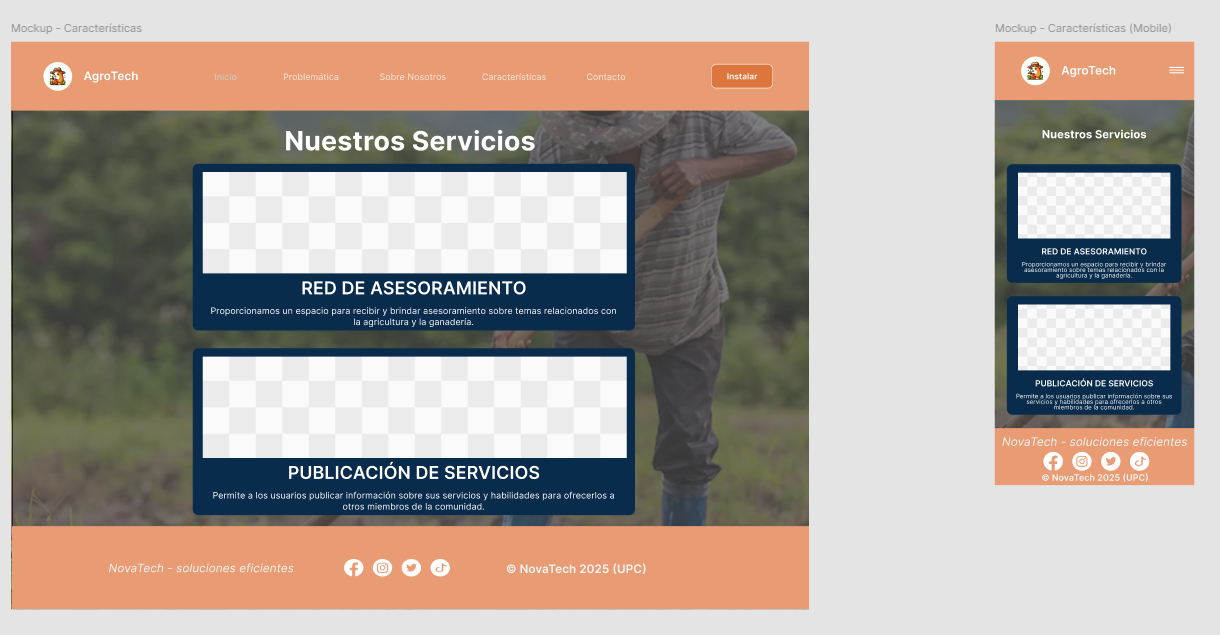 Mockup - Características
AgroTech
Inicio
Problemática
Sobre Nosotros
Características
Contacto
Instalar
Nuestros Servicios
RED DE ASESORAMIENTO
Proporcionamos un espacio para recibir y brindar asesoramiento sobre temas relacionados con
la agricultura y la ganadería.
PUBLICACIÓN DE SERVICIOS
Permite a los usuarios publicar información sobre sus servicios y habilidades para ofrecerlos a
otros miembros de la comunidad.
NovaTech - soluciones eficientes
© NovaTech 2025 (UPC)
Mockup - Características (Mobile)
AgroTech
Nuestros Servicios
RED DE ASESORAMIENTO
Proporcionamos un espacio para recibir y brindar
asesoramiento sobre temas relacionados con la
agricultura y la ganadería.
PUBLICACIÓN DE SERVICIOS
Permite a los usuarios publicar información sobre sus
servicios y habilidades para ofrecerlos a otros
miembros de la comunidad.
NovaTech - soluciones eficientes
© NovaTech 2025 (UPC)